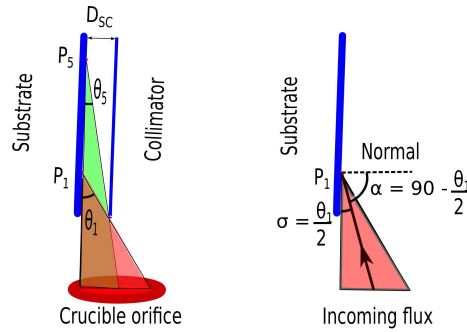 D_SC
P_5
θ_5
Substrate
Collimator
P_1
θ_1
Crucible orifice
Substrate
Normal
P_1
α = 90 - θ_1/2
σ = θ_1/2
Incoming flux